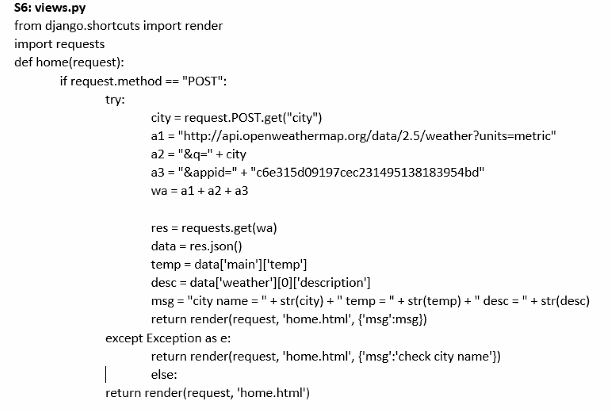 S6: views.py
from django.shortcuts import render
import requests
def home(request):
if request.method == "POST":
try:
city = request.POST.get("city")
a1 = "http://api.openweathermap.org/data/2.5/weather?units=metric"
a2 = "&q=" + city
a3 = "&appid=" + "c6e315d09197cec231495138183954bd"
wa = a1 + a2 + a3
res = requests.get(wa)
data = res.json()
temp = data['main']['temp']
desc = data['weather'][0]['description']
msg = "city name = " + str(city) + " temp = " + str(temp) + " desc = " + str(desc)
return render(request, 'home.html', {'msg':msg})
except Exception as e:
return render(request, 'home.html', {'msg':'check city name'})
else:
return render(request, 'home.html')